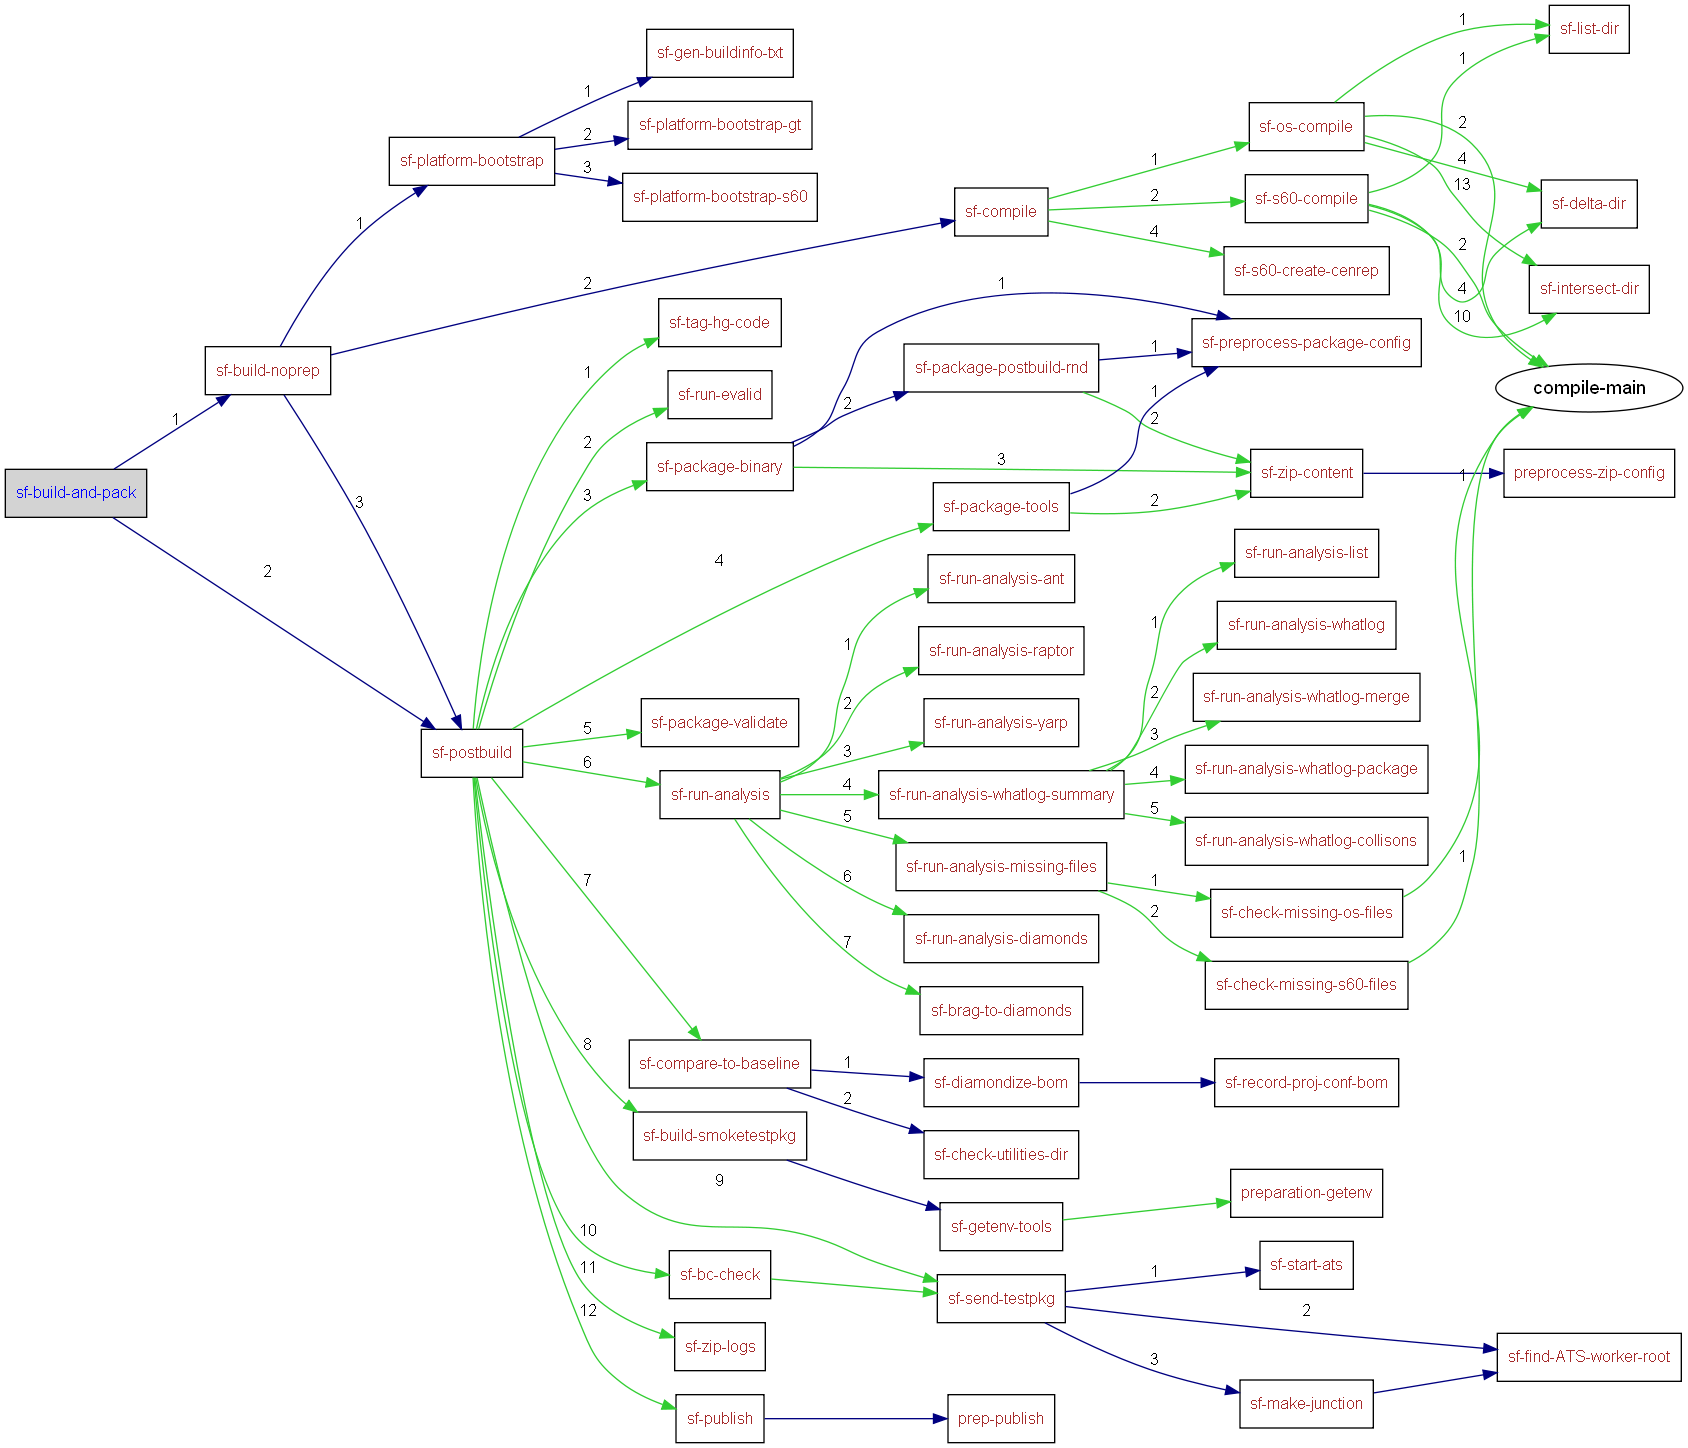 sf-build-and-pack
1
2
sf-build-noprep
1
2
3
sf-platform-bootstrap
1
2
3
sf-gen-buildinfo-txt
sf-platform-bootstrap-gt
sf-platform-bootstrap-s60
sf-postbuild
1
2
3
4
5
6
7
8
9
10
11
12
sf-tag-hg-code
sf-run-evalid
sf-package-binary
1
2
3
sf-package-validate
sf-run-analysis
1
2
3
4
5
6
7
sf-compare-to-baseline
1
2
sf-build-smoketestpkg
sf-bc-check
sf-zip-logs
sf-publish
sf-compile
1
2
4
sf-package-postbuild-rnd
1
2
sf-package-tools
1
2
sf-run-analysis-ant
sf-run-analysis-raptor
sf-run-analysis-yarp
sf-run-analysis-whatlog-summary
1
2
3
4
5
sf-run-analysis-missing-files
1
2
sf-run-analysis-diamonds
sf-brag-to-diamonds
sf-diamondize-bom
sf-check-utilities-dir
sf-getenv-tools
sf-send-testpkg
1
2
3
prep-publish
sf-os-compile
1
2
4
13
sf-s60-compile
1
2
4
10
sf-s60-create-cenrep
sf-preprocess-package-config
sf-zip-content
sf-run-analysis-list
sf-run-analysis-whatlog
sf-run-analysis-whatlog-merge
sf-run-analysis-whatlog-package
sf-run-analysis-whatlog-collisons
sf-check-missing-os-files
1
sf-check-missing-s60-files
1
sf-record-proj-conf-bom
preparation-getenv
sf-start-ats
sf-make-junction
sf-list-dir
sf-delta-dir
sf-intersect-dir
compile-main
preprocess-zip-config
sf-find-ATS-worker-root